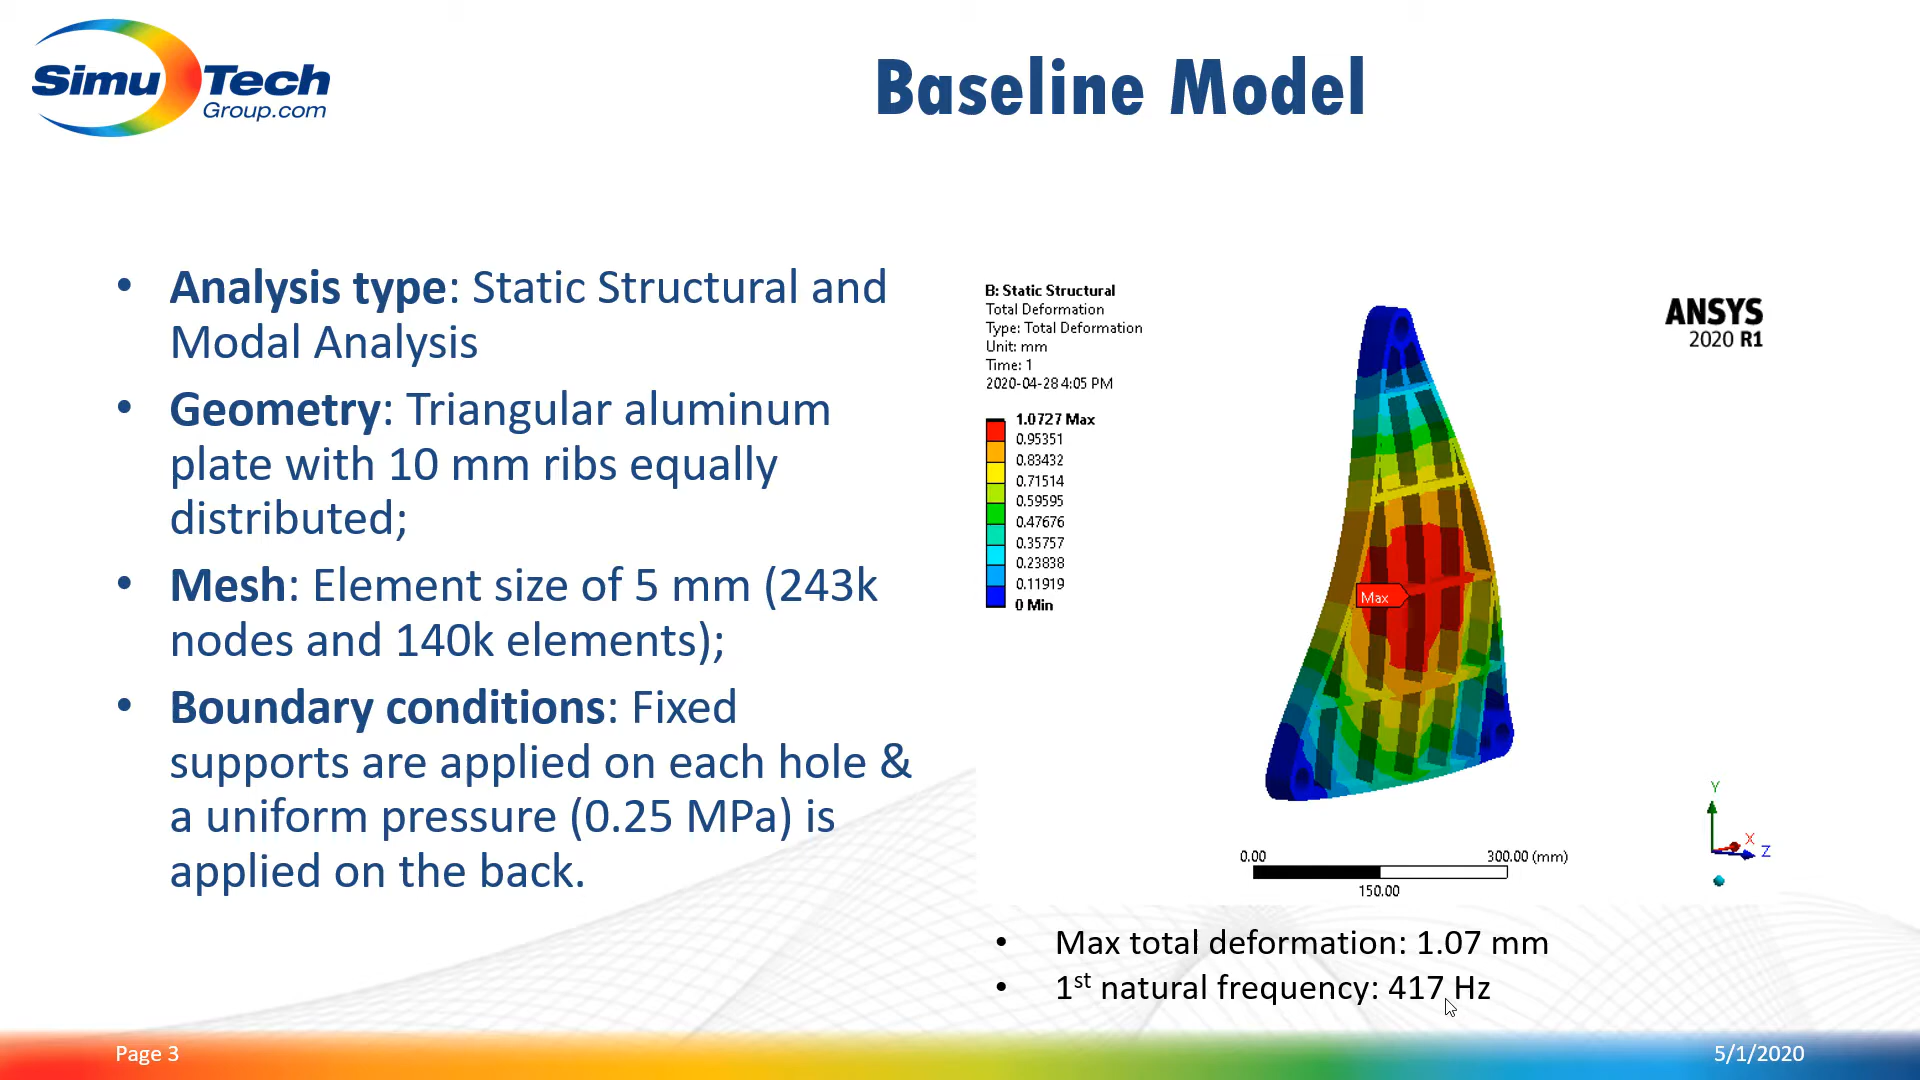 Simu Tech
Group.com
Baseline Model
• Analysis type: Static Structural and
Modal Analysis
• Geometry: Triangular aluminum
plate with 10 mm ribs equally
distributed;
• Mesh: Element size of 5 mm (243k
nodes and 140k elements);
• Boundary conditions: Fixed
supports are applied on each hole &
a uniform pressure (0.25 MPa) is
applied on the back.
B: Static Structural
Total Deformation
Type: Total Deformation
Unit: mm
Time: 1
2020-04-28 4:05 PM
1.0727 Max
0.95351
0.83432
0.71514
0.59595
0.47676
0.35757
0.23838
0.11919
0 Min
Max
ANSYS
2020 R1
Y
X
Z
0.00 300.00 (mm)
150.00
• Max total deformation: 1.07 mm
• 1st natural frequency: 417 Hz
Page 3
5/1/2020